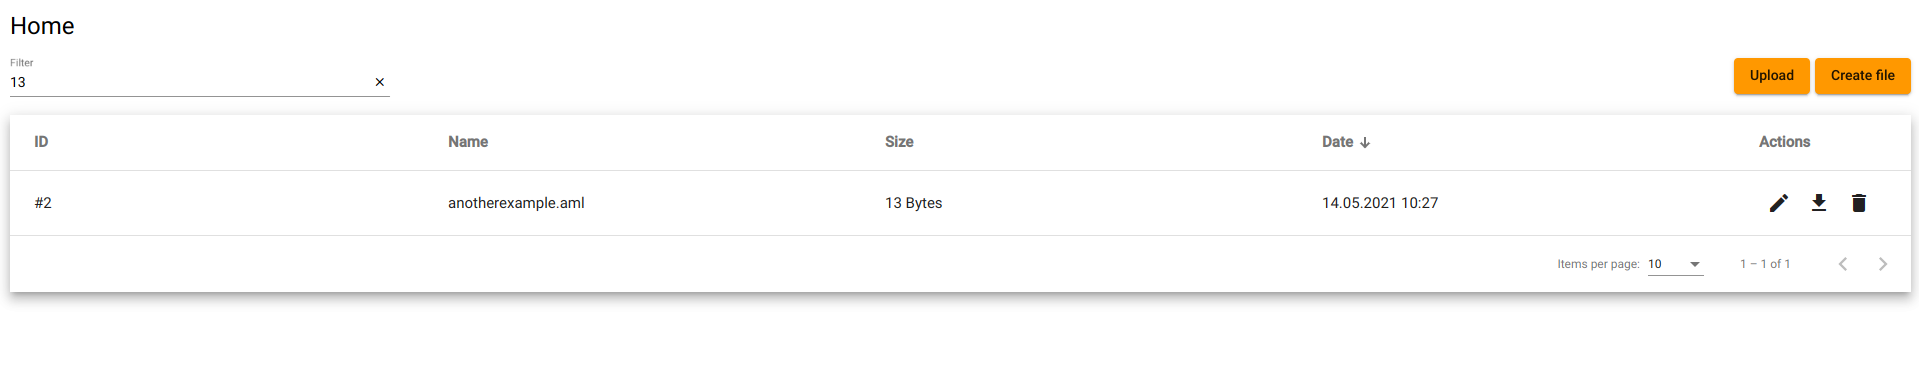 Home
Filter
13
Upload Create file
ID Name Size Date Actions
#2 anotherexample.aml 13 Bytes 14.05.2021 10:27
Items per page: 10 1 – 1 of 1